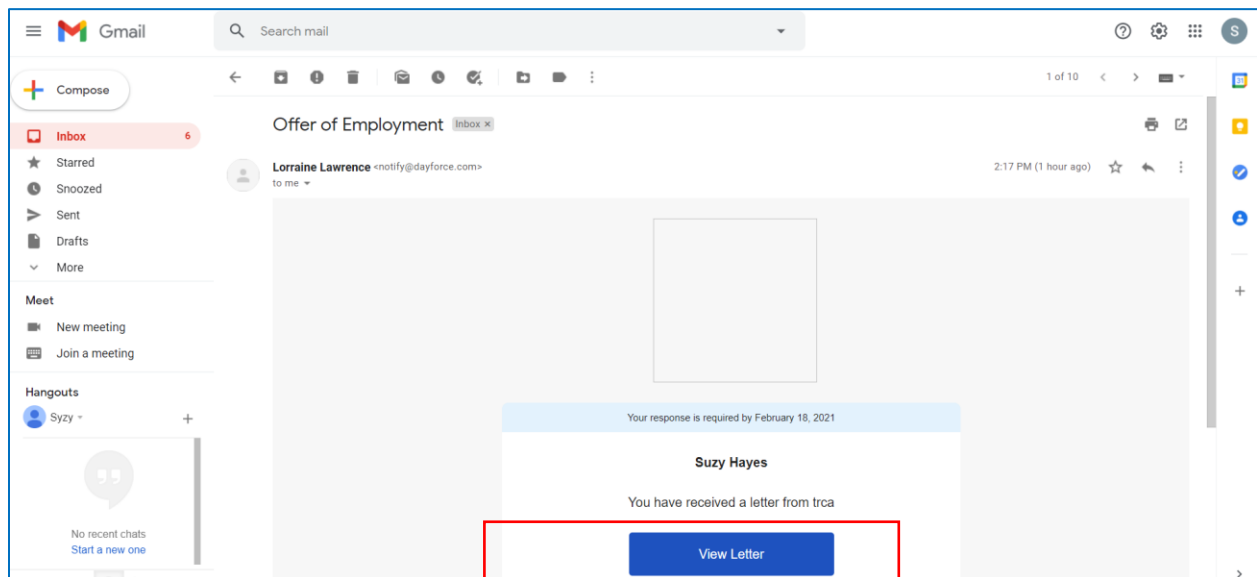 Gmail
Search mail
S
Compose
1 of 10
31
Offer of Employment Inbox ×
Inbox 6
Starred
Lorraine Lawrence <notify@dayforce.com> 2:17 PM (1 hour ago)
to me
Snoozed
Sent
Drafts
More
Meet
New meeting
Join a meeting
Hangouts
Syzy
No recent chats
Start a new one
Your response is required by February 18, 2021
Suzy Hayes
You have received a letter from trca
View Letter